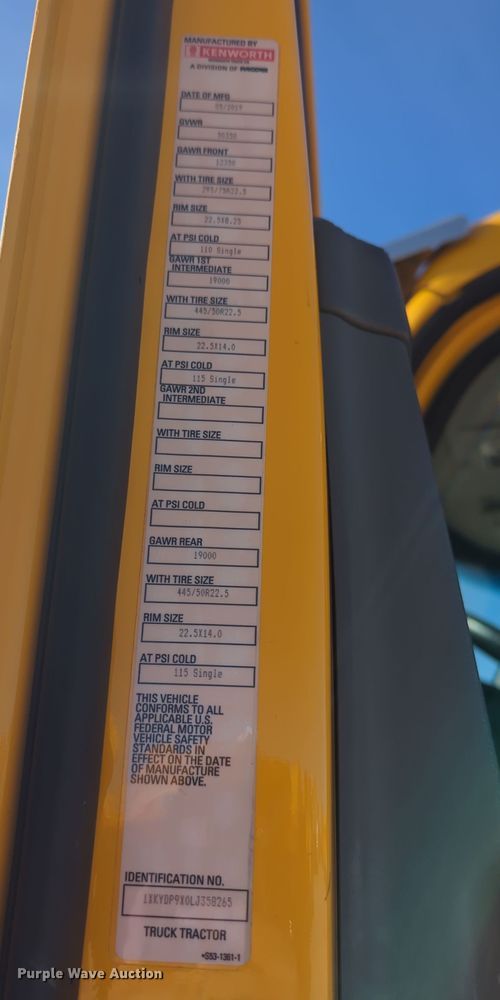 MANUFACTURED BY
KENWORTH
A DIVISION OF PACCAR
DATE OF MFG
05/2019
GVWR
50350
GAWR FRONT
12350
WITH TIRE SIZE
295/75R22.5
RIM SIZE
22.5X8.25
AT PSI COLD
110 Single
GAWR 1ST
INTERMEDIATE
19000
WITH TIRE SIZE
445/50R22.5
RIM SIZE
22.5X14.0
AT PSI COLD
115 Single
GAWR 2ND
INTERMEDIATE
WITH TIRE SIZE
RIM SIZE
AT PSI COLD
GAWR REAR
19000
WITH TIRE SIZE
445/50R22.5
RIM SIZE
22.5X14.0
AT PSI COLD
115 Single
THIS VEHICLE
CONFORMS TO ALL
APPLICABLE U.S.
FEDERAL MOTOR
VEHICLE SAFETY
STANDARDS IN
EFFECT ON THE DATE
OF MANUFACTURE
SHOWN ABOVE.
IDENTIFICATION NO.
1XKYDP9X0LJ358265
TRUCK TRACTOR
+S53-1361-1
Purple Wave Auction